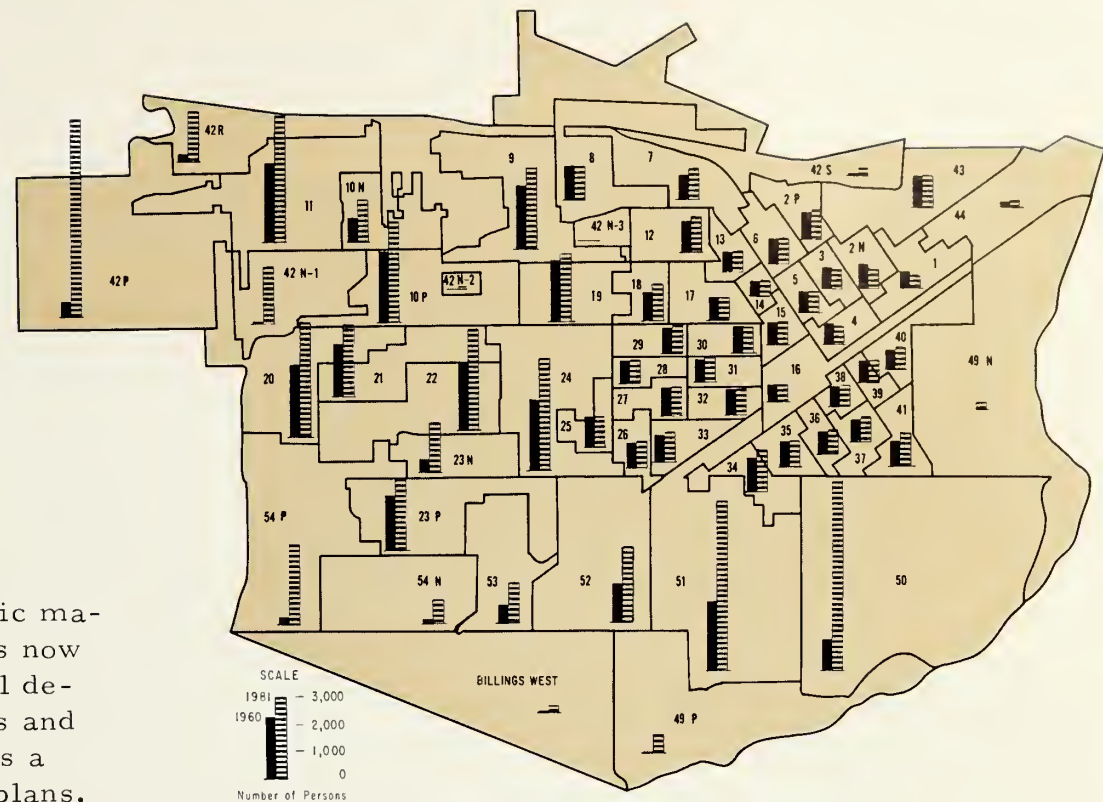 42 R
42 S
43
9
8
7
2 P
44
10 N
11
42 N-3
12
13
6
3
2 N
1
42 P
42 N-1
42 N-2
10 P
19
18
17
14
5
15
4
20
21
22
24
29
30
28
31
16
40
49 N
38
39
27
32
25
26
33
36
35
41
37
23 N
34
54 P
23 P
54 N
53
52
51
50
BILLINGS WEST
49 P
ic ma-
s now
l de-
s and
s a
plans.
SCALE
1981 - 3,000
1960
- 2,000
- 1,000
0
Number of Persons